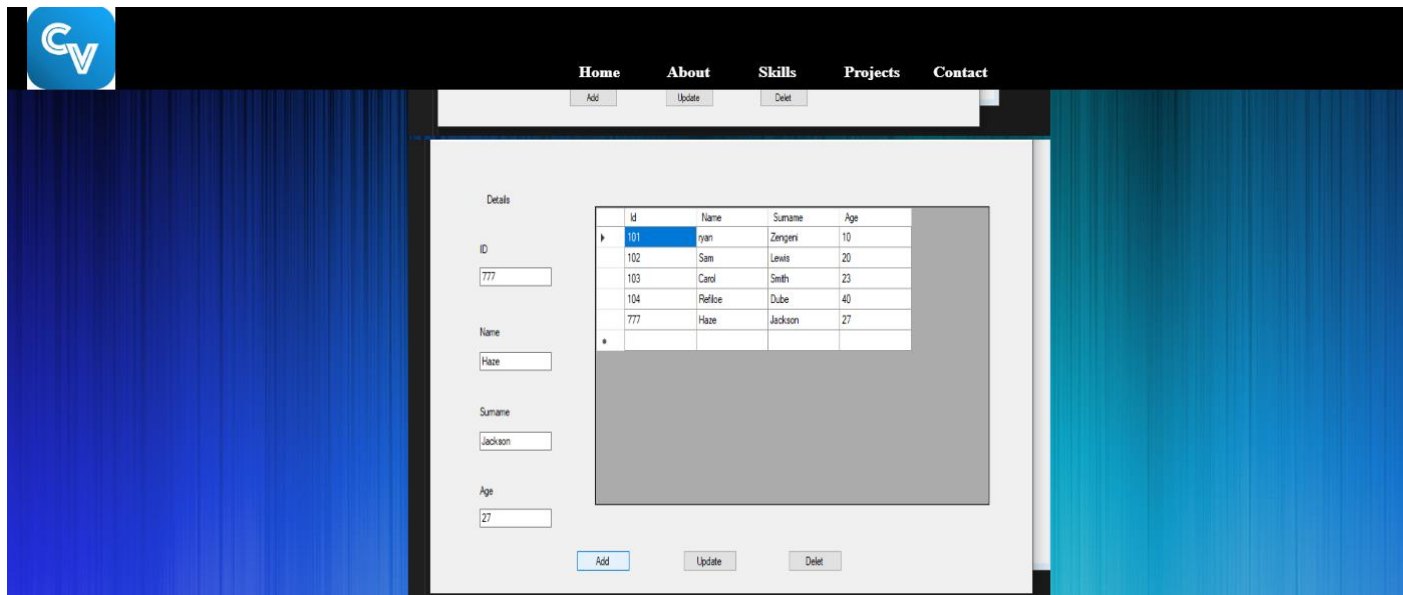 CV
Home About Skills Projects Contact
Add Update Delet
Details
Id Name Surname Age
101 ryan Zengeni 10
ID
102 Sam Lewis 20
777
103 Carol Smith 23
104 Refiloe Dube 40
777 Haze Jackson 27
Name
Haze
Surname
Jackson
Age
27
Add Update Delet